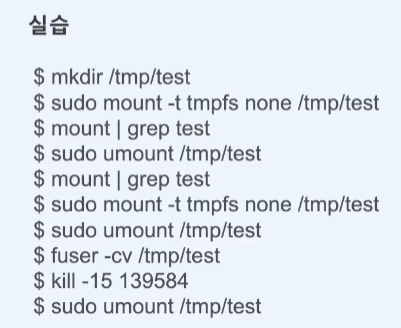 실습
$ mkdir /tmp/test
$ sudo mount -t tmpfs none /tmp/test
$ mount | grep test
$ sudo umount /tmp/test
$ mount | grep test
$ sudo mount -t tmpfs none /tmp/test
$ sudo umount /tmp/test
$ fuser -cv /tmp/test
$ kill -15 139584
$ sudo umount /tmp/test